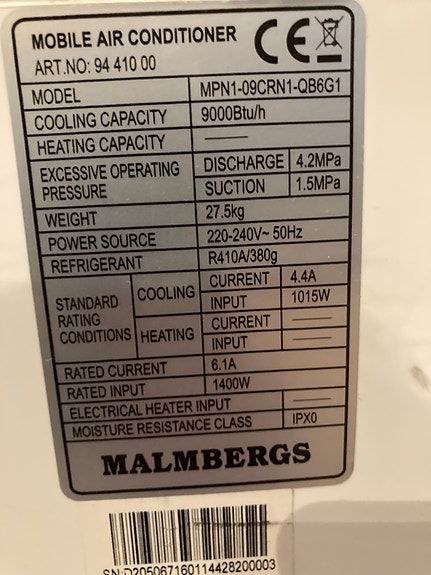 MOBILE AIR CONDITIONER
ART.NO: 94 410 00
CE
MODEL MPN1-09CRN1-QB6G1
COOLING CAPACITY 9000Btu/h
HEATING CAPACITY ——
EXCESSIVE OPERATING PRESSURE DISCHARGE 4.2MPa
SUCTION 1.5MPa
WEIGHT 27.5kg
POWER SOURCE 220-240V~ 50Hz
REFRIGERANT R410A/380g
STANDARD RATING CONDITIONS COOLING CURRENT 4.4A
INPUT 1015W
HEATING CURRENT ——
INPUT ——
RATED CURRENT 6.1A
RATED INPUT 1400W
ELECTRICAL HEATER INPUT ——
MOISTURE RESISTANCE CLASS IPX0
MALMBERGS
SN:D205067160114428200003